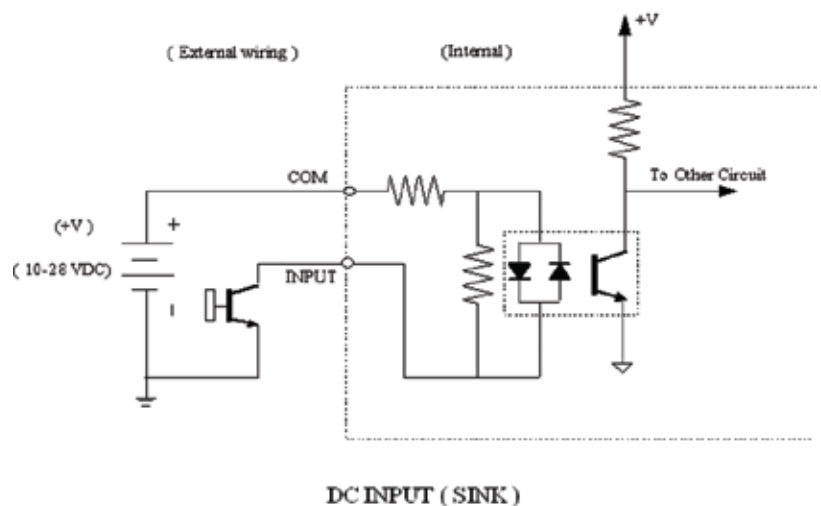 +V
( External wiring )
(Internal)
COM
To Other Circuit
(+V )
+
( 10-28 VDC)
INPUT
DC INPUT ( SINK )